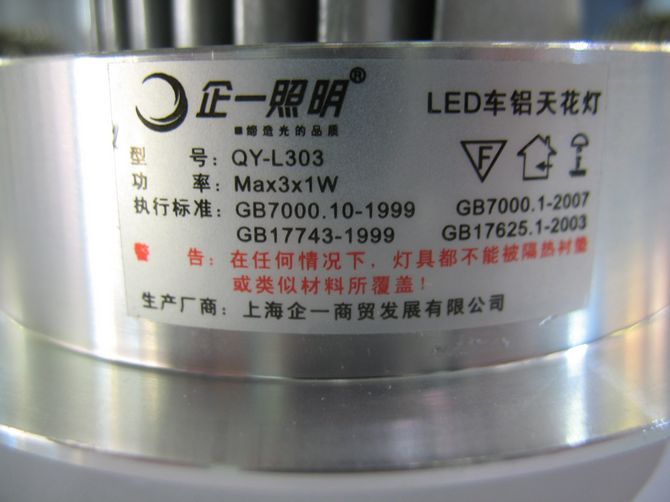 企一照明® LED车铝天花灯
■缔造光的品质
型 号: QY-L303
功 率: Max3x1W
执行标准: GB7000.10-1999 GB7000.1-2007
GB17743-1999 GB17625.1-2003
警 告: 在任何情况下, 灯具都不能被隔热衬垫
或类似材料所覆盖!
生产厂商: 上海企一商贸发展有限公司
F